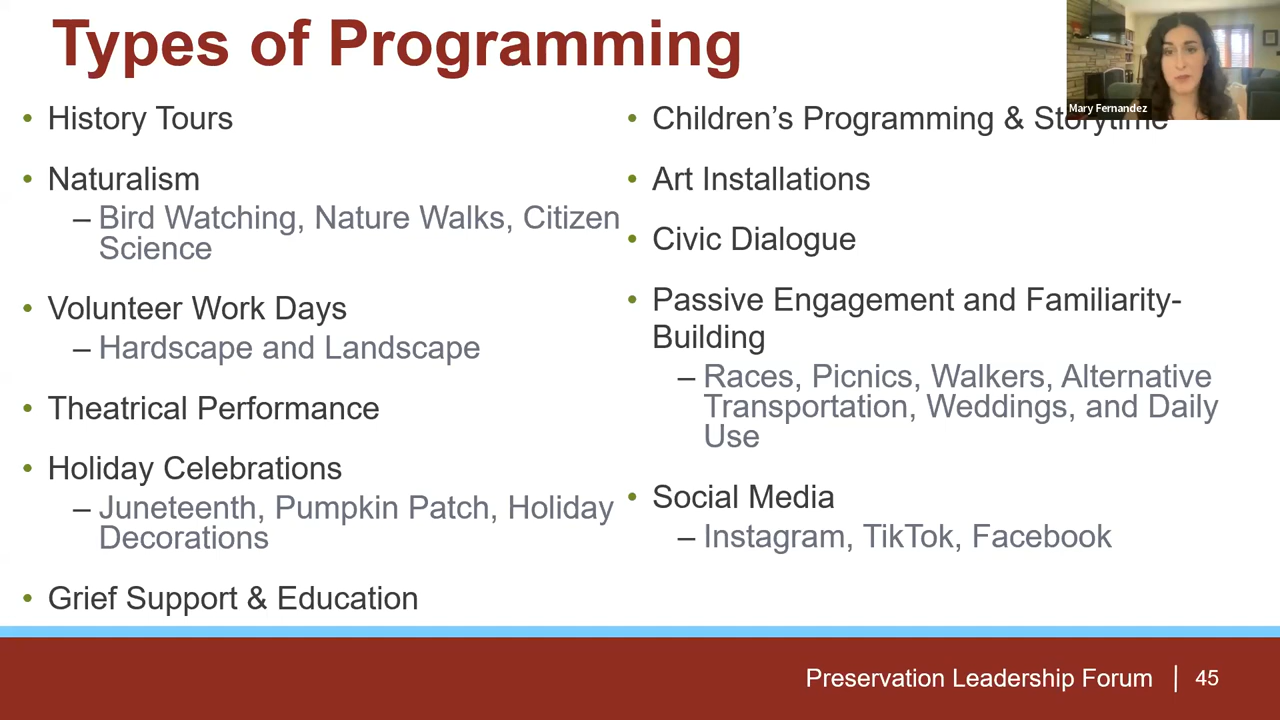 Types of Programming
• History Tours
• Naturalism
– Bird Watching, Nature Walks, Citizen
Science
• Volunteer Work Days
– Hardscape and Landscape
• Theatrical Performance
• Holiday Celebrations
– Juneteenth, Pumpkin Patch, Holiday
Decorations
• Grief Support & Education
• Children's Programming & Storytime
• Art Installations
• Civic Dialogue
• Passive Engagement and Familiarity-
Building
– Races, Picnics, Walkers, Alternative
Transportation, Weddings, and Daily
Use
• Social Media
– Instagram, TikTok, Facebook
Mary Fernandez
Preservation Leadership Forum | 45